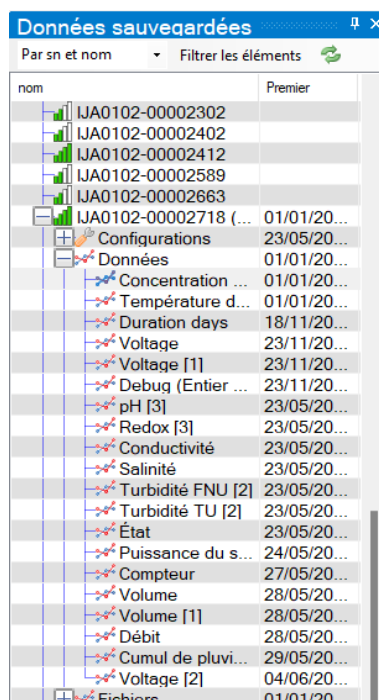 Données sauvegardées
Par sn et nom Filtrer les éléments
nom Premier
IJA0102-00002302
IJA0102-00002402
IJA0102-00002412
IJA0102-00002589
IJA0102-00002663
IJA0102-00002718 (... 01/01/20...
Configurations 23/05/20...
Données 01/01/20...
Concentration ... 01/01/20...
Température d... 01/01/20...
Duration days 18/11/20...
Voltage 23/11/20...
Voltage [1] 23/11/20...
Debug (Entier ... 23/11/20...
pH [3] 23/05/20...
Redox [3] 23/05/20...
Conductivité 23/05/20...
Salinité 23/05/20...
Turbidité FNU [2] 23/05/20...
Turbidité TU [2] 23/05/20...
État 23/05/20...
Puissance du s... 24/05/20...
Compteur 27/05/20...
Volume 28/05/20...
Volume [1] 28/05/20...
Débit 28/05/20...
Cumul de pluvi... 29/05/20...
Voltage [2] 04/06/20...
Fichiers 01/01/20...